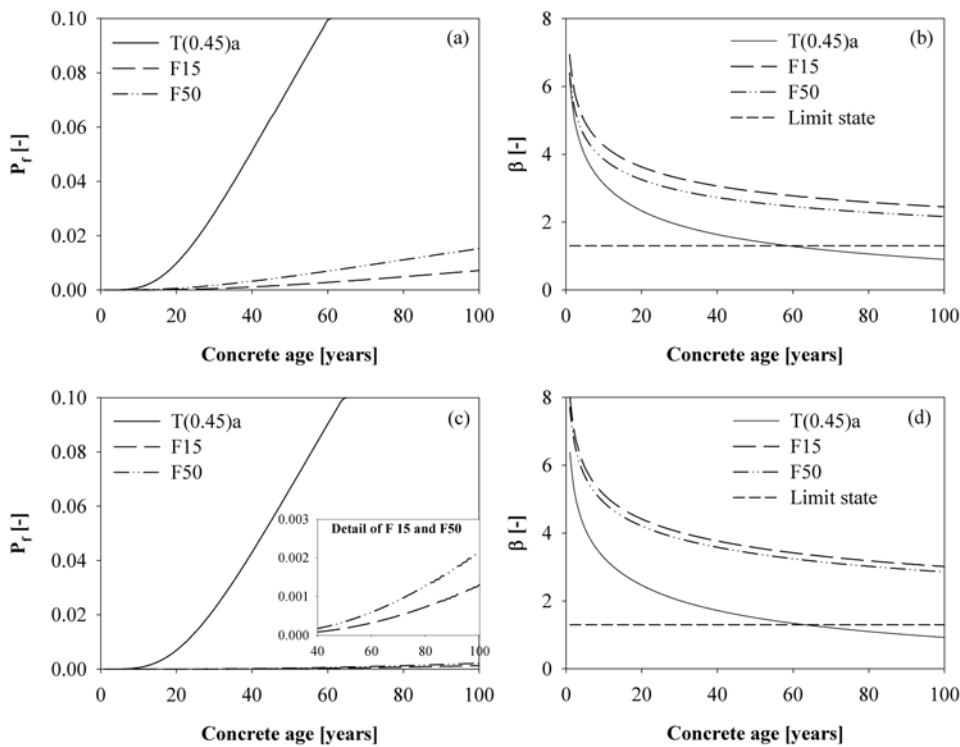 (a)
T(0.45)a
F15
F50
0.10
0.08
0.06
0.04
0.02
0.00
Pf [-]
0 20 40 60 80 100
Concrete age [years]
(b)
T(0.45)a
F15
F50
Limit state
8
6
4
2
0
β [-]
0 20 40 60 80 100
Concrete age [years]
(c)
T(0.45)a
F15
F50
0.10
0.08
0.06
0.04
0.02
0.00
Pf [-]
Detail of F 15 and F50
0.003
0.002
0.001
0.000
40 50 60 70 80 90 100
0 20 40 60 80 100
Concrete age [years]
(d)
T(0.45)a
F15
F50
Limit state
8
6
4
2
0
β [-]
0 20 40 60 80 100
Concrete age [years]